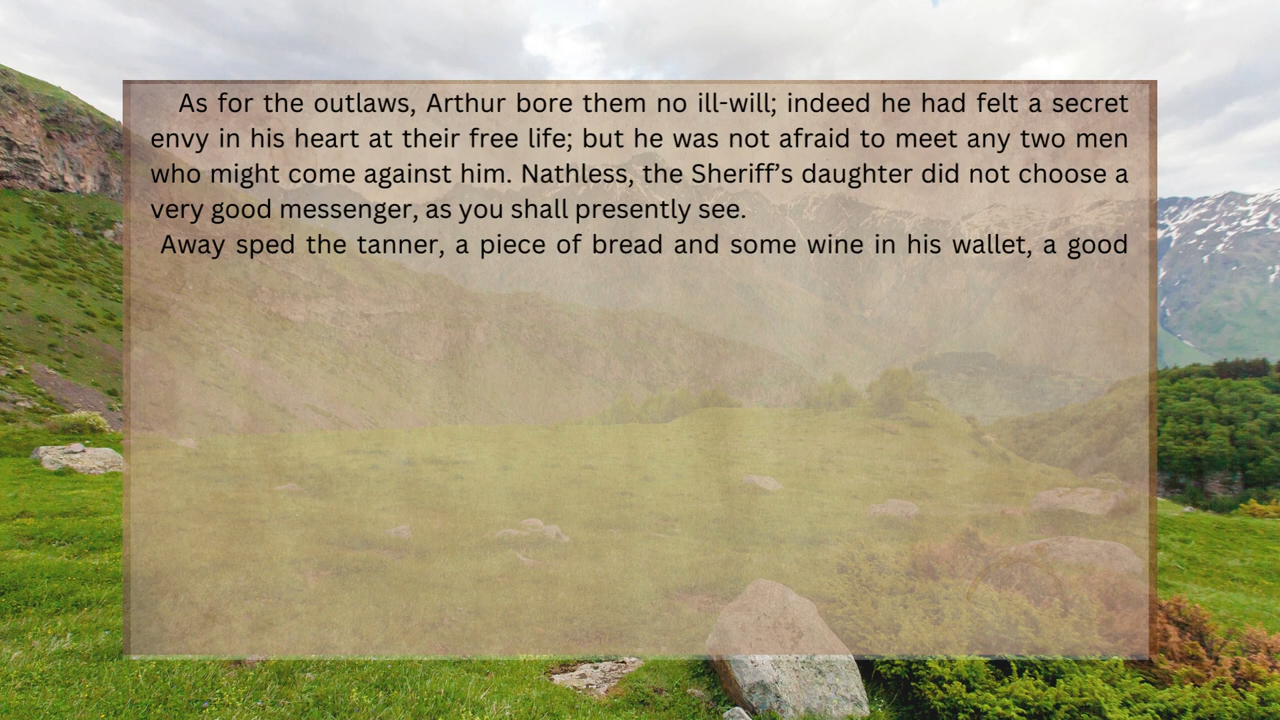 As for the outlaws, Arthur bore them no ill-will; indeed he had felt a secret
envy in his heart at their free life; but he was not afraid to meet any two men
who might come against him. Nathless, the Sheriff’s daughter did not choose a
very good messenger, as you shall presently see.
Away sped the tanner, a piece of bread and some wine in his wallet, a good